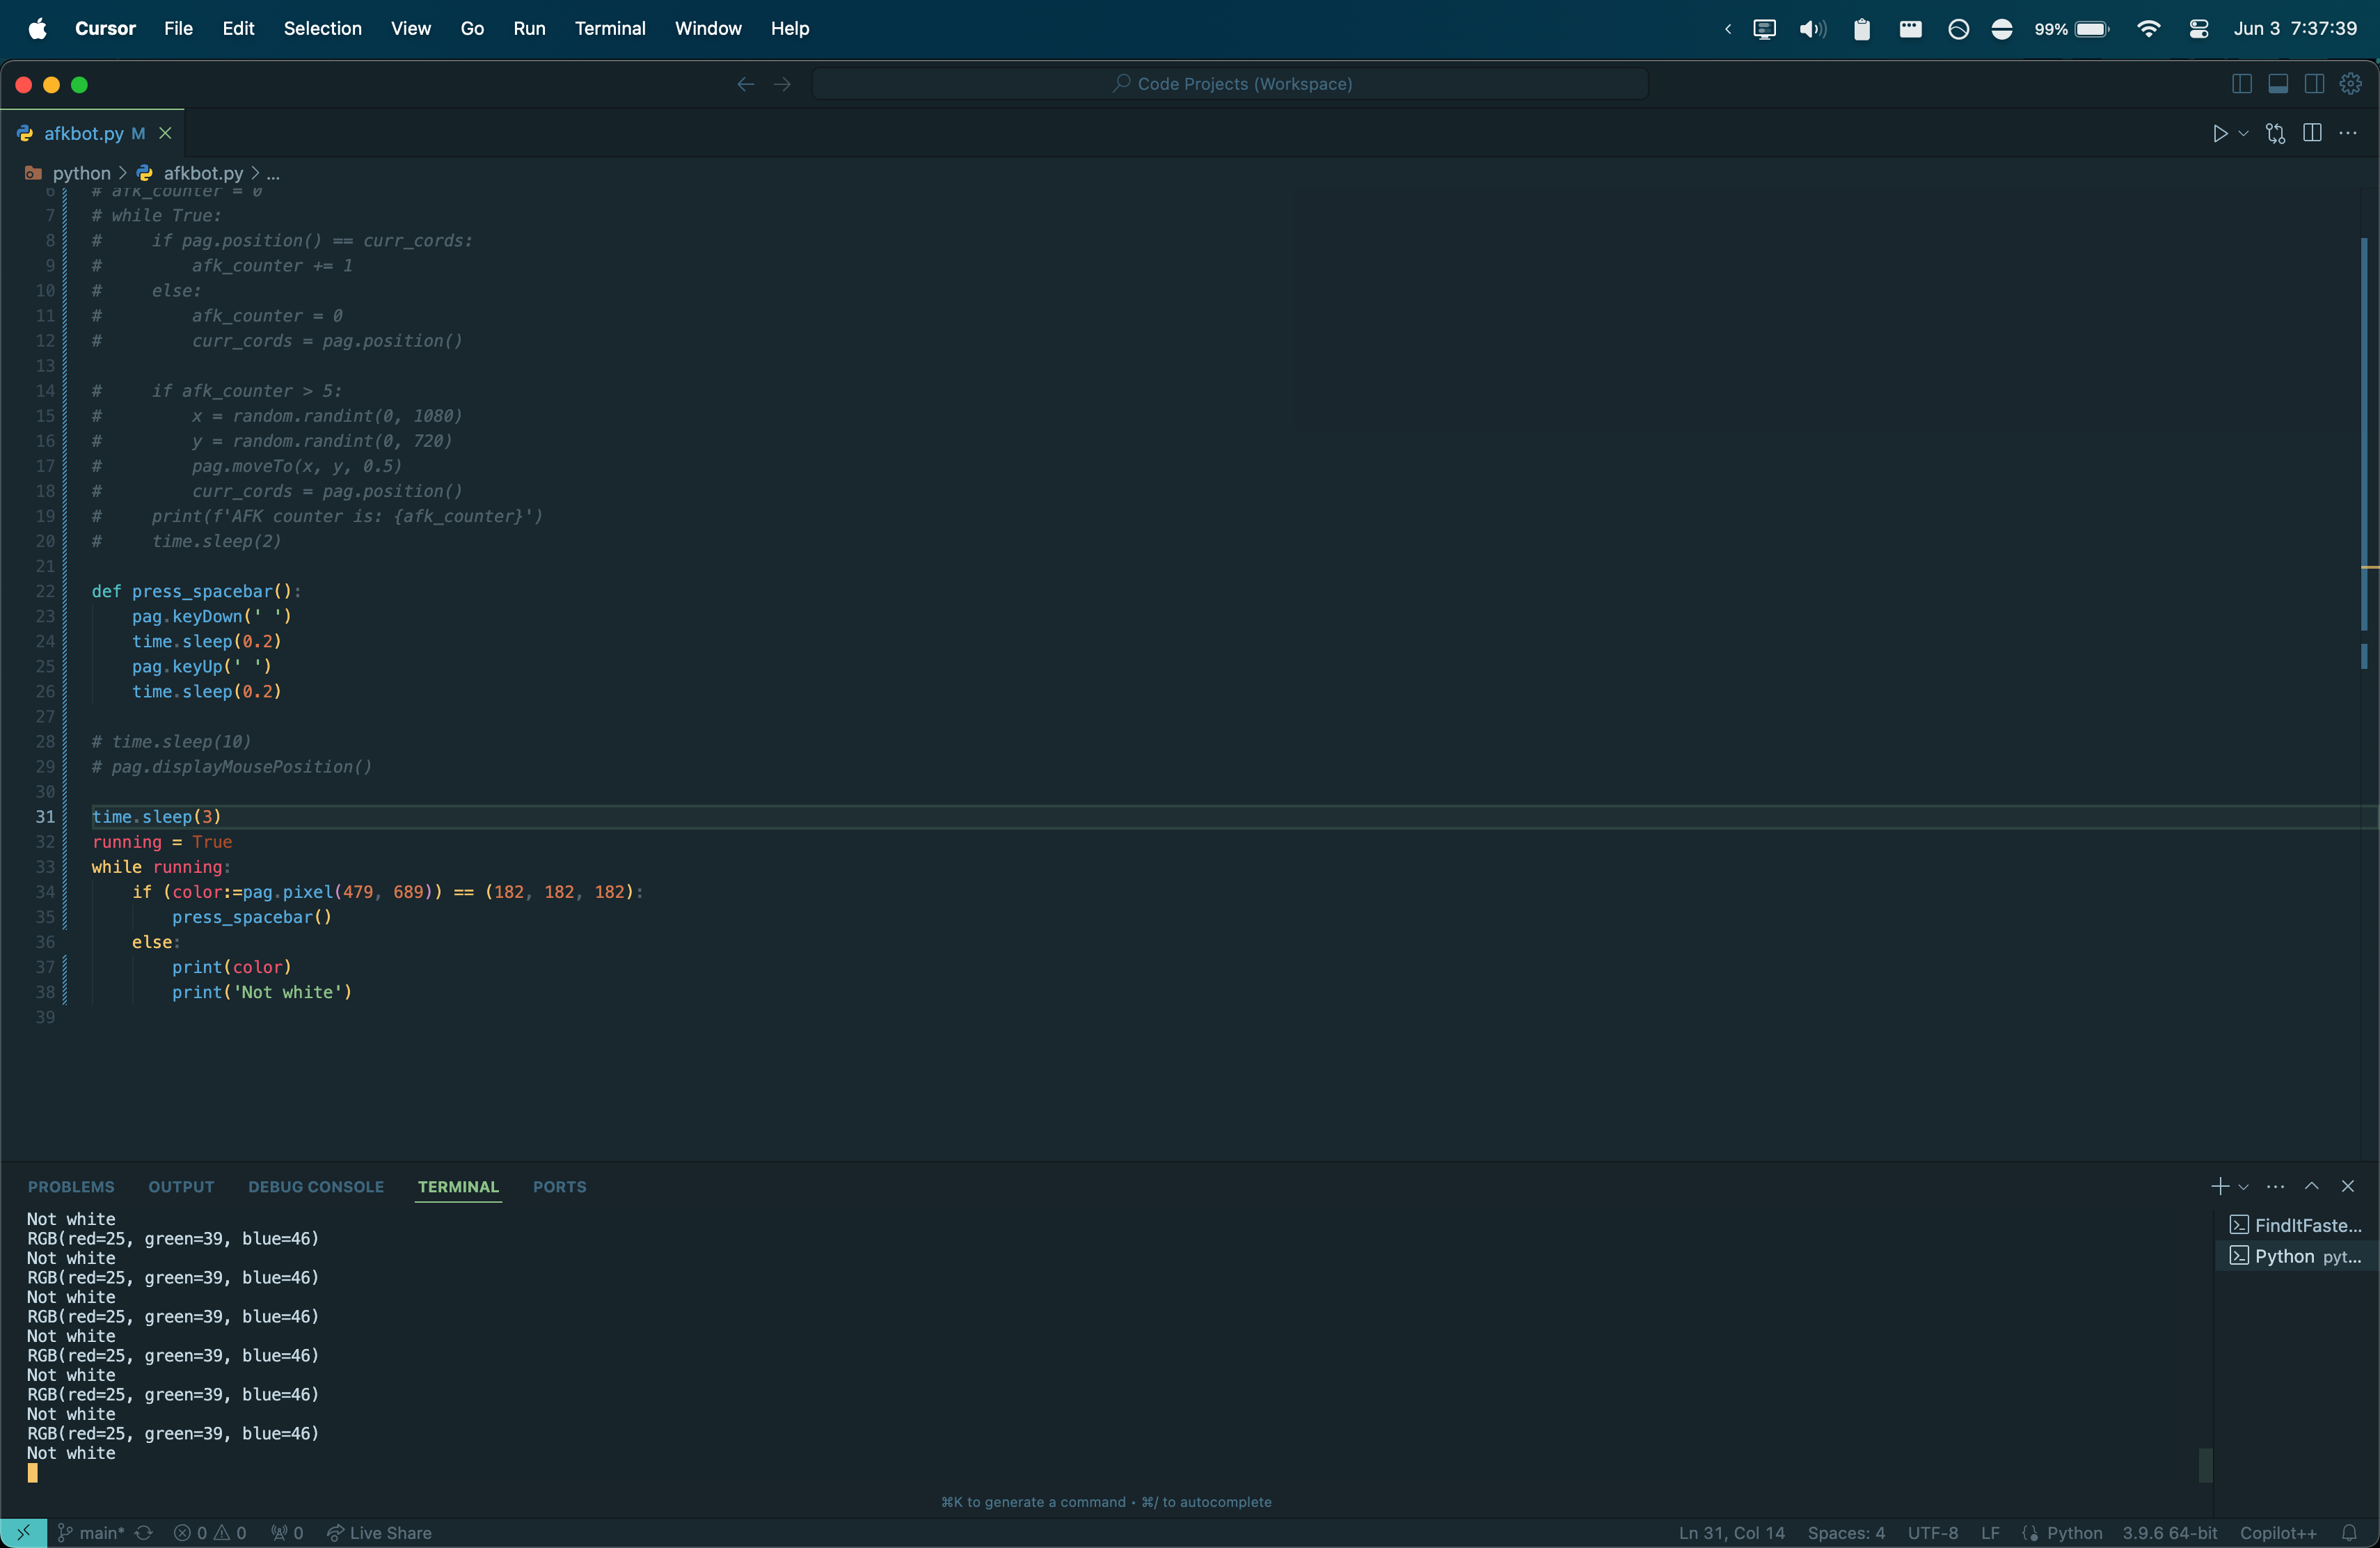 Cursor File Edit Selection View Go Run Terminal Window Help 99% Jun 3 7:37:39
Code Projects (Workspace)
afkbot.py M
python > afkbot.py > ...
6 # afk_counter = 0
7 # while True:
8 #     if pag.position() == curr_cords:
9 #         afk_counter += 1
10 #     else:
11 #         afk_counter = 0
12 #         curr_cords = pag.position()
13
14 #     if afk_counter > 5:
15 #         x = random.randint(0, 1080)
16 #         y = random.randint(0, 720)
17 #         pag.moveTo(x, y, 0.5)
18 #         curr_cords = pag.position()
19 #     print(f'AFK counter is: {afk_counter}')
20 #     time.sleep(2)
21
22 def press_spacebar():
23     pag.keyDown(' ')
24     time.sleep(0.2)
25     pag.keyUp(' ')
26     time.sleep(0.2)
27
28 # time.sleep(10)
29 # pag.displayMousePosition()
30
31 time.sleep(3)
32 running = True
33 while running:
34     if (color:=pag.pixel(479, 689)) == (182, 182, 182):
35         press_spacebar()
36     else:
37         print(color)
38         print('Not white')
39
PROBLEMS OUTPUT DEBUG CONSOLE TERMINAL PORTS
Not white
RGB(red=25, green=39, blue=46)
Not white
RGB(red=25, green=39, blue=46)
Not white
RGB(red=25, green=39, blue=46)
Not white
RGB(red=25, green=39, blue=46)
Not white
RGB(red=25, green=39, blue=46)
Not white
RGB(red=25, green=39, blue=46)
Not white
FindItFaste...
Python pyt...
⌘K to generate a command • ⌘/ to autocomplete
main* 0 0 0 Live Share Ln 31, Col 14 Spaces: 4 UTF-8 LF Python 3.9.6 64-bit Copilot++